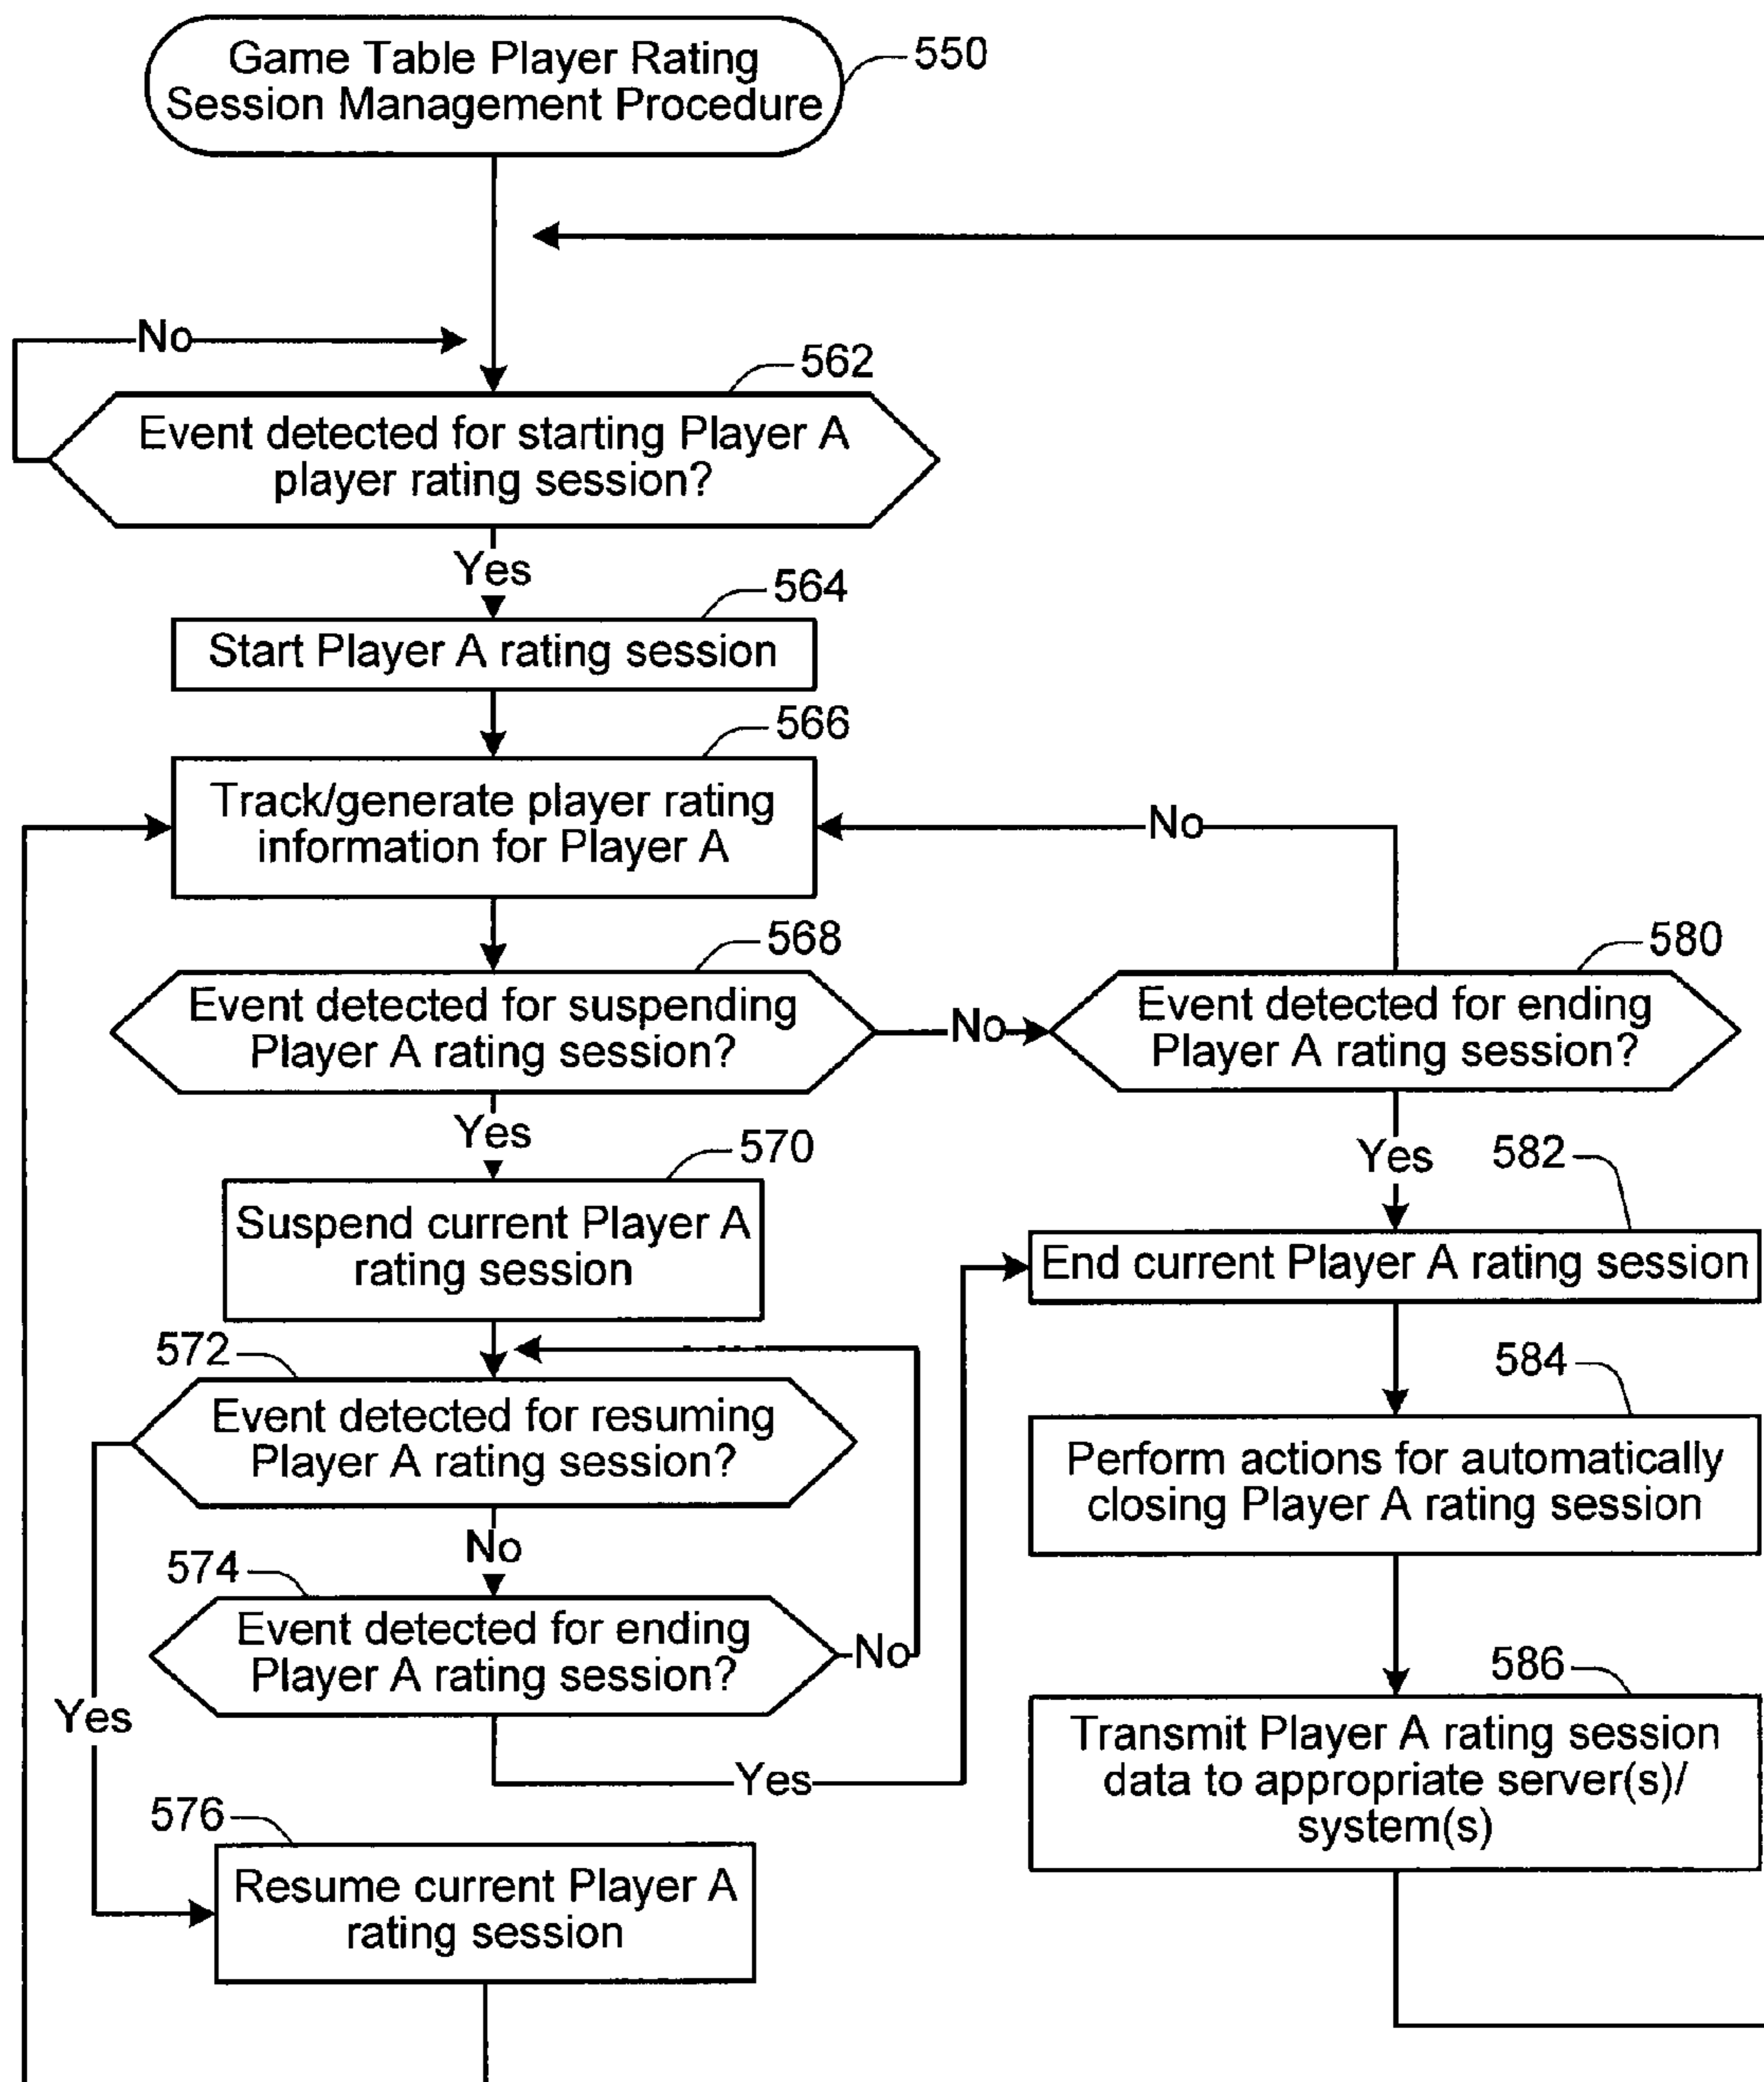 Game Table Player Rating
Session Management Procedure
550
No
562
Event detected for starting Player A
player rating session?
Yes
564
Start Player A rating session
566
Track/generate player rating
information for Player A
No
568
Event detected for suspending
Player A rating session?
No
580
Event detected for ending
Player A rating session?
Yes
570
Suspend current Player A
rating session
Yes
582
End current Player A rating session
572
Event detected for resuming
Player A rating session?
584
Perform actions for automatically
closing Player A rating session
No
574
Event detected for ending
Player A rating session?
No
Yes
Yes
586
Transmit Player A rating session
data to appropriate server(s)/
system(s)
576
Resume current Player A
rating session